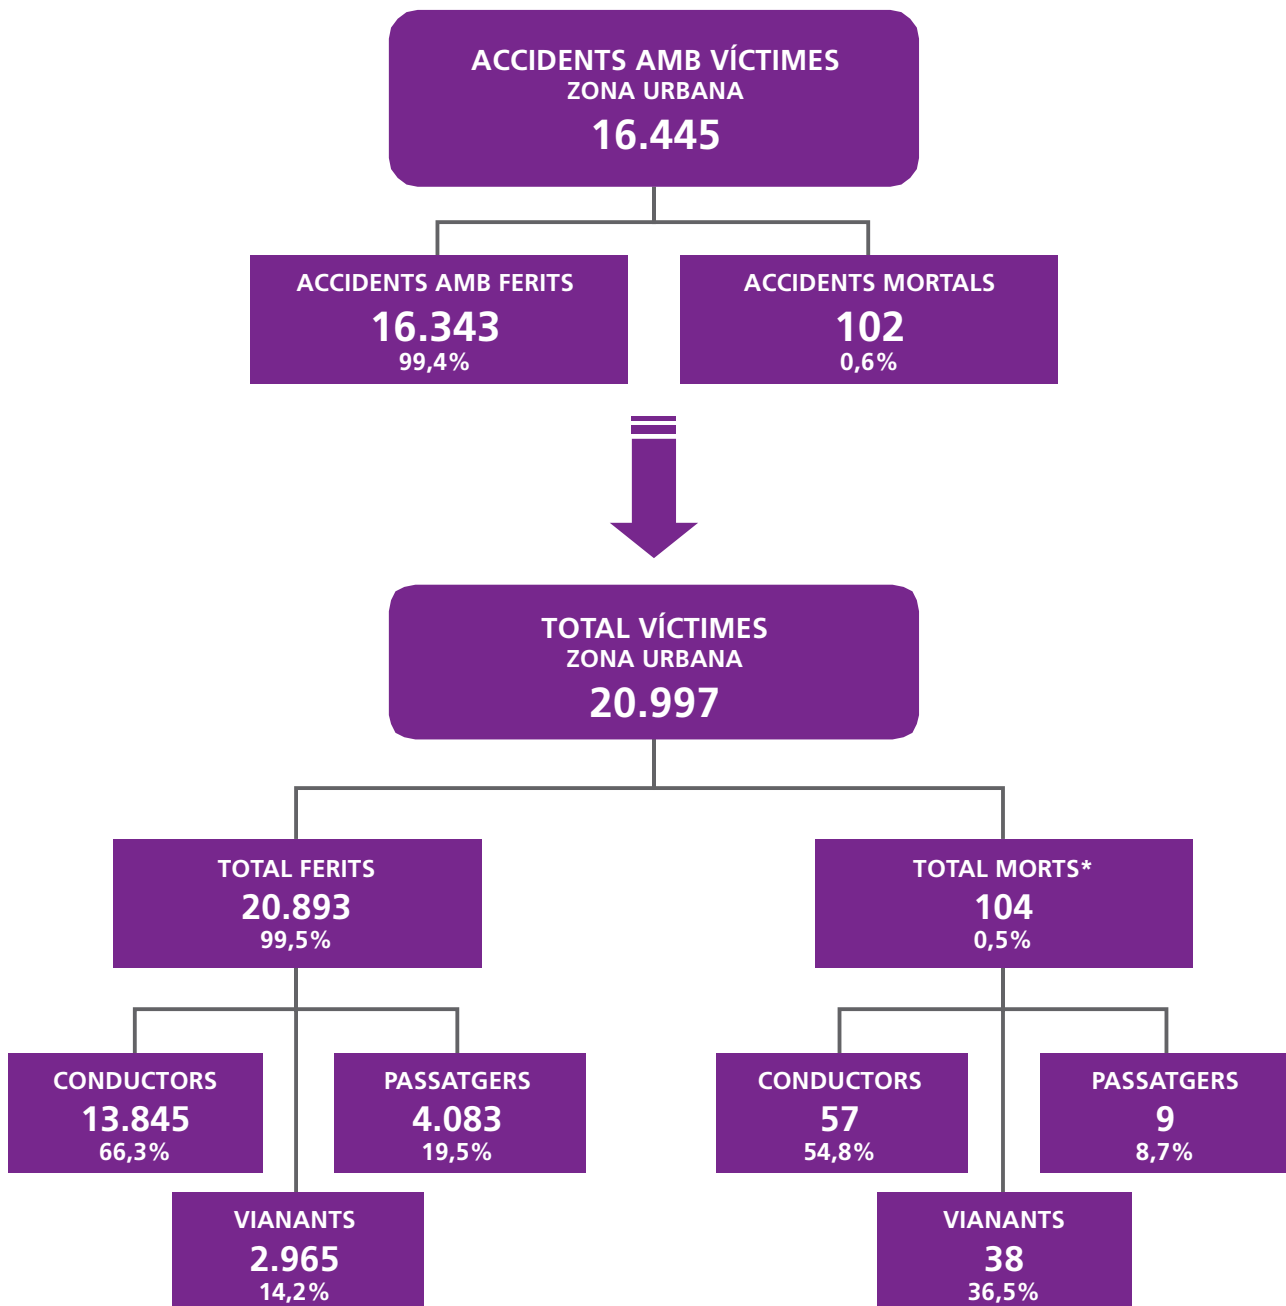 ACCIDENTS AMB VÍCTIMES
ZONA URBANA
16.445
ACCIDENTS AMB FERITS
16.343
99,4%
ACCIDENTS MORTALS
102
0,6%
TOTAL VÍCTIMES
ZONA URBANA
20.997
TOTAL FERITS
20.893
99,5%
TOTAL MORTS*
104
0,5%
CONDUCTORS
13.845
66,3%
PASSATGERS
4.083
19,5%
VIANANTS
2.965
14,2%
CONDUCTORS
57
54,8%
PASSATGERS
9
8,7%
VIANANTS
38
36,5%